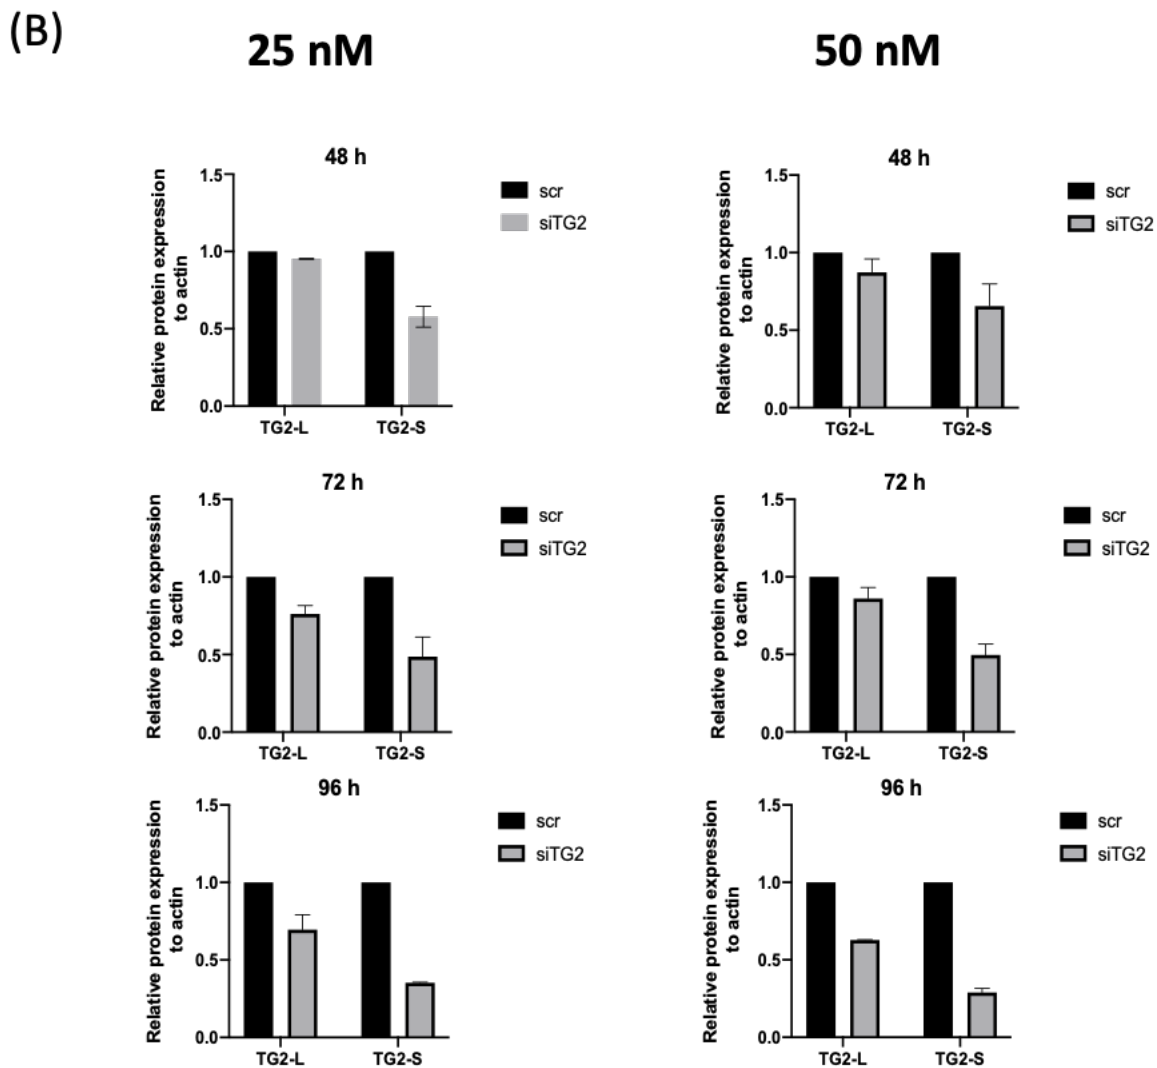 (B)
25 nM
50 nM
48 h
Relative protein expression
to actin
1.5
1.0
0.5
0.0
TG2-L
TG2-S
scr
siTG2
48 h
Relative protein expression
to actin
1.5
1.0
0.5
0.0
TG2-L
TG2-S
scr
siTG2
72 h
Relative protein expression
to actin
1.5
1.0
0.5
0.0
TG2-L
TG2-S
scr
siTG2
72 h
Relative protein expression
to actin
1.5
1.0
0.5
0.0
TG2-L
TG2-S
scr
siTG2
96 h
Relative protein expression
to actin
1.5
1.0
0.5
0.0
TG2-L
TG2-S
scr
siTG2
96 h
Relative protein expression
to actin
1.5
1.0
0.5
0.0
TG2-L
TG2-S
scr
siTG2